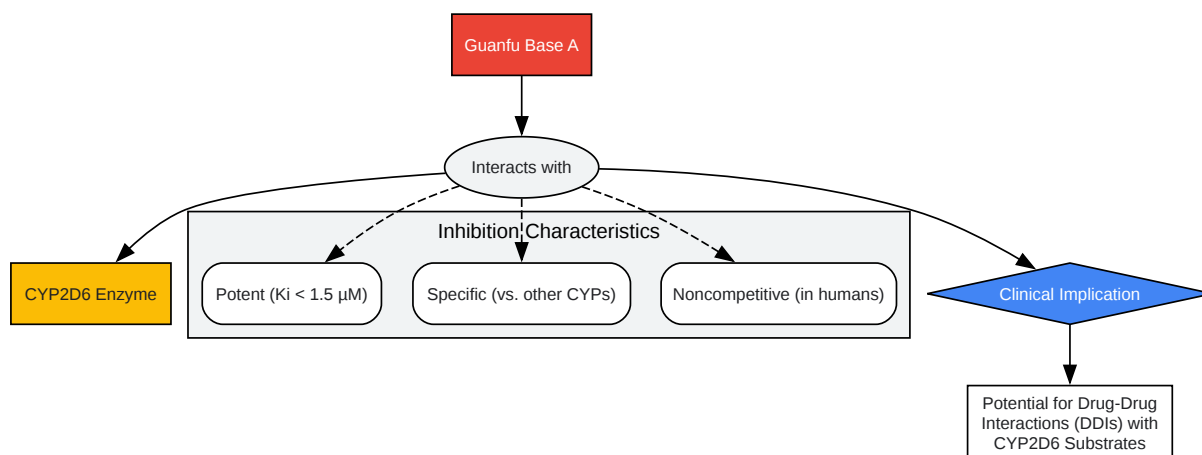 Guanfu Base A
Interacts with
Inhibition Characteristics
CYP2D6 Enzyme
Potent (Ki < 1.5 µM)
Specific (vs. other CYPs)
Noncompetitive (in humans)
Clinical Implication
Potential for Drug-Drug
Interactions (DDIs) with
CYP2D6 Substrates